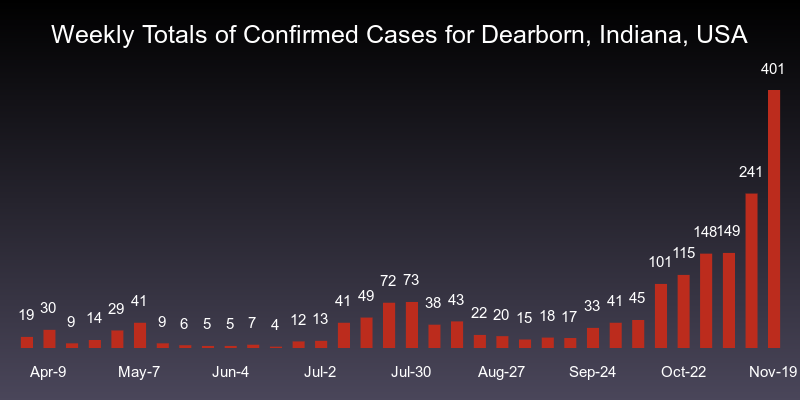 Weekly Totals of Confirmed Cases for Dearborn, Indiana, USA
19 30 9 14 29 41 9 6 5 5 7 4 12 13 41 49 72 73 38 43 22 20 15 18 17 33 41 45 101 115 148 149 241 401
Apr-9 May-7 Jun-4 Jul-2 Jul-30 Aug-27 Sep-24 Oct-22 Nov-19